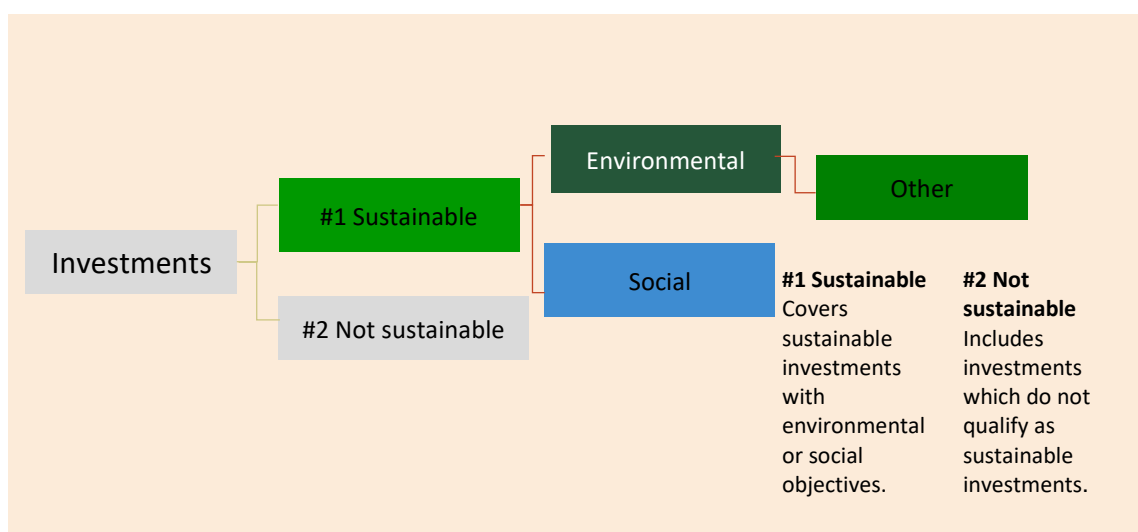 Investments
#1 Sustainable
#2 Not sustainable
Environmental
Social
Other
#1 Sustainable
Covers
sustainable
investments
with
environmental
or social
objectives.
#2 Not
sustainable
Includes
investments
which do not
qualify as
sustainable
investments.